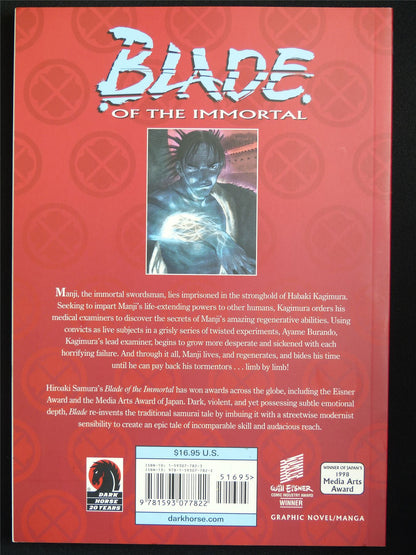 BLADE
OF THE IMMORTAL
Manji, the immortal swordsman, lies imprisoned in the stronghold of Habaki Kagimura.
Seeking to impart Manji's life-extending powers to other humans, Kagimura orders his
medical examiners to discover the secrets of Manji's amazing regenerative abilities. Using
convicts as live subjects in a grisly series of twisted experiments, Ayame Burando,
Kagimura's lead examiner, begins to grow more desperate and sickened with each
horrifying failure. And through it all, Manji lives, and regenerates, and bides his time
until he can pay back his tormentors . . . limb by limb!
Hiroaki Samura's Blade of the Immortal has won awards across the globe, including the Eisner
Award and the Media Arts Award of Japan. Dark, violent, and yet possessing subtle emotional
depth, Blade re-invents the traditional samurai tale by imbuing it with a streetwise modernist
sensibility to create an epic tale of incomparable skill and audacious reach.
$16.95 U.S.
51695>
9 781593 077822
darkhorse.com
DARK
HORSE
20 YEARS
Will Eisner
COMIC INDUSTRY AWARD
WINNER
WINNER OF JAPAN'S
1998
Media Arts
Award
GRAPHIC NOVEL/MANGA